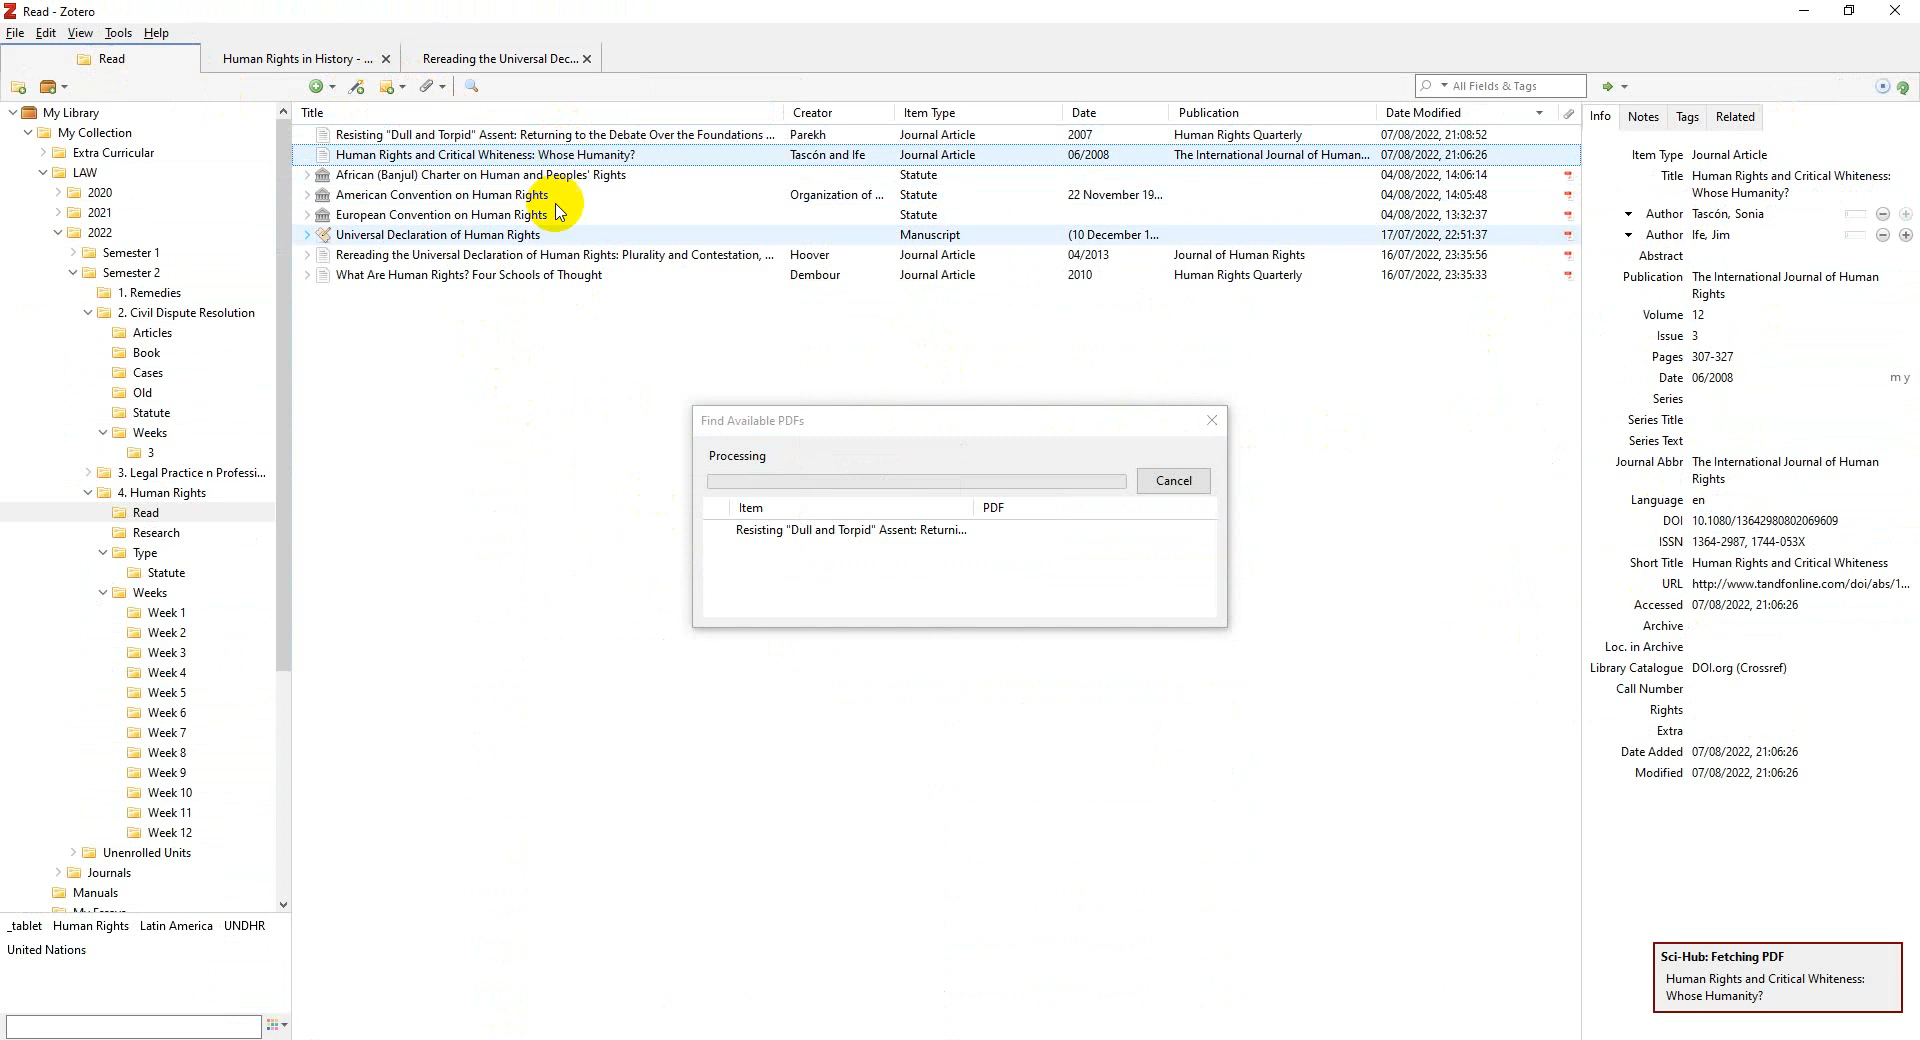 Read - Zotero
File Edit View Tools Help
Read
Human Rights in History - ...
Rereading the Universal Dec...
All Fields & Tags
My Library
My Collection
Extra Curricular
LAW
2020
2021
2022
Semester 1
Semester 2
1. Remedies
2. Civil Dispute Resolution
Articles
Book
Cases
Old
Statute
Weeks
3
3. Legal Practice n Professi...
4. Human Rights
Read
Research
Type
Statute
Weeks
Week 1
Week 2
Week 3
Week 4
Week 5
Week 6
Week 7
Week 8
Week 9
Week 10
Week 11
Week 12
Unenrolled Units
Journals
Manuals
_tablet Human Rights Latin America UNDHR
United Nations
Title Creator Item Type Date Publication Date Modified
Resisting "Dull and Torpid" Assent: Returning to the Debate Over the Foundations ... Parekh Journal Article 2007 Human Rights Quarterly 07/08/2022, 21:08:52
Human Rights and Critical Whiteness: Whose Humanity? Tascón and Ife Journal Article 06/2008 The International Journal of Human... 07/08/2022, 21:06:26
African (Banjul) Charter on Human and Peoples' Rights Statute 04/08/2022, 14:06:14
American Convention on Human Rights Organization of ... Statute 22 November 19... 04/08/2022, 14:05:48
European Convention on Human Rights Statute 04/08/2022, 13:32:37
Universal Declaration of Human Rights Manuscript (10 December 1... 17/07/2022, 22:51:37
Rereading the Universal Declaration of Human Rights: Plurality and Contestation, ... Hoover Journal Article 04/2013 Journal of Human Rights 16/07/2022, 23:35:56
What Are Human Rights? Four Schools of Thought Dembour Journal Article 2010 Human Rights Quarterly 16/07/2022, 23:35:33
Find Available PDFs
Processing
Cancel
Item PDF
Resisting "Dull and Torpid" Assent: Returni...
Info Notes Tags Related
Item Type Journal Article
Title Human Rights and Critical Whiteness:
Whose Humanity?
Author Tascón, Sonia
Author Ife, Jim
Abstract
Publication The International Journal of Human
Rights
Volume 12
Issue 3
Pages 307-327
Date 06/2008 m y
Series
Series Title
Series Text
Journal Abbr The International Journal of Human
Rights
Language en
DOI 10.1080/13642980802069609
ISSN 1364-2987, 1744-053X
Short Title Human Rights and Critical Whiteness
URL http://www.tandfonline.com/doi/abs/1...
Accessed 07/08/2022, 21:06:26
Archive
Loc. in Archive
Library Catalogue DOI.org (Crossref)
Call Number
Rights
Extra
Date Added 07/08/2022, 21:06:26
Modified 07/08/2022, 21:06:26
Sci-Hub: Fetching PDF
Human Rights and Critical Whiteness:
Whose Humanity?